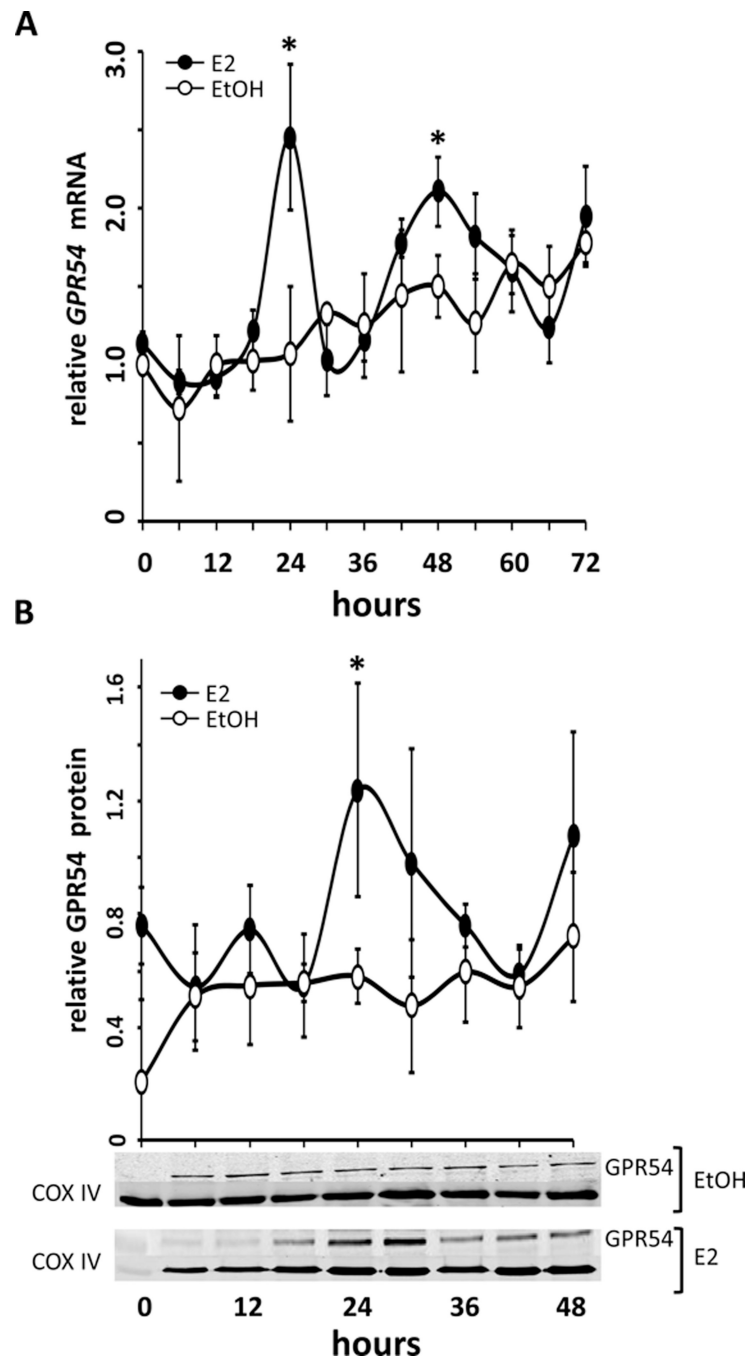 A
*
3.0
E2
EtOH
*
2.0
relative GPR54 mRNA
1.0
0
0 12 24 36 48 60 72
hours
B
*
1.6
E2
EtOH
1.2
relative GPR54 protein
0.8
0.4
0
GPR54
COX IV
EtOH
GPR54
COX IV
E2
0 12 24 36 48
hours